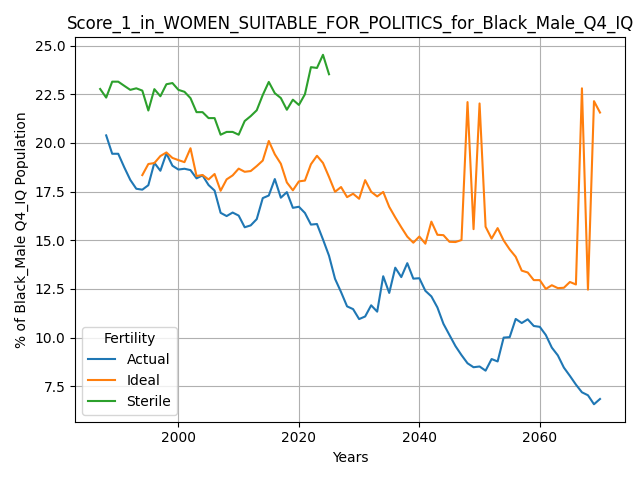 Score_1_in_WOMEN_SUITABLE_FOR_POLITICS_for_Black_Male_Q4_IQ
% of Black_Male Q4_IQ Population
25.0
22.5
20.0
17.5
15.0
12.5
10.0
7.5
Fertility
Actual
Ideal
Sterile
2000
2020
2040
2060
Years